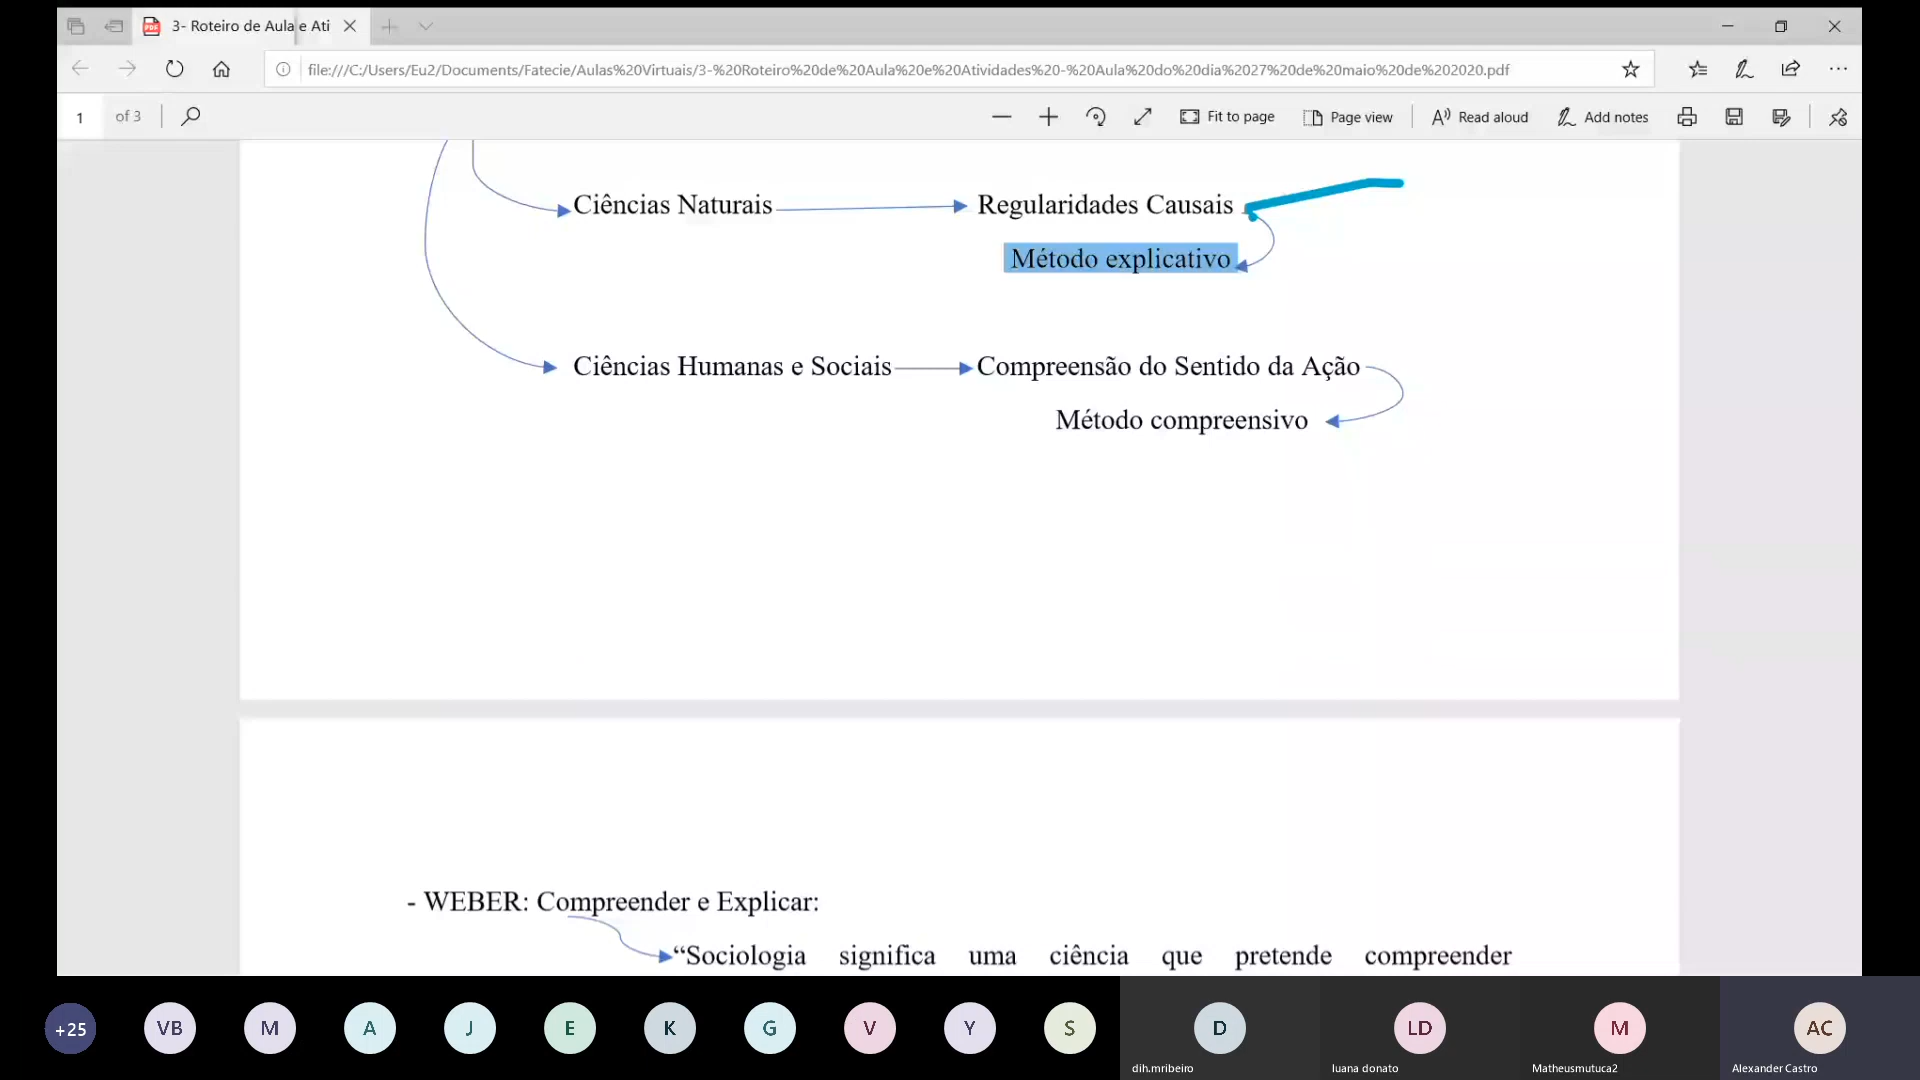 3- Roteiro de Aula e Ati
file:///C:/Users/Eu2/Documents/Fatecie/Aulas%20Virtuais/3-%20Roteiro%20de%20Aula%20e%20Atividades%20-%20Aula%20do%20dia%2027%20de%20maio%20de%202020.pdf
1 of 3 Fit to page Page view Read aloud Add notes
Ciências Naturais Regularidades Causais
Método explicativo
Ciências Humanas e Sociais Compreensão do Sentido da Ação
Método compreensivo
- WEBER: Compreender e Explicar:
“Sociologia significa uma ciência que pretende compreender
+25 VB M A J E K G V Y S D LD M AC
dih.mribeiro luana donato Matheusmutuca2 Alexander Castro